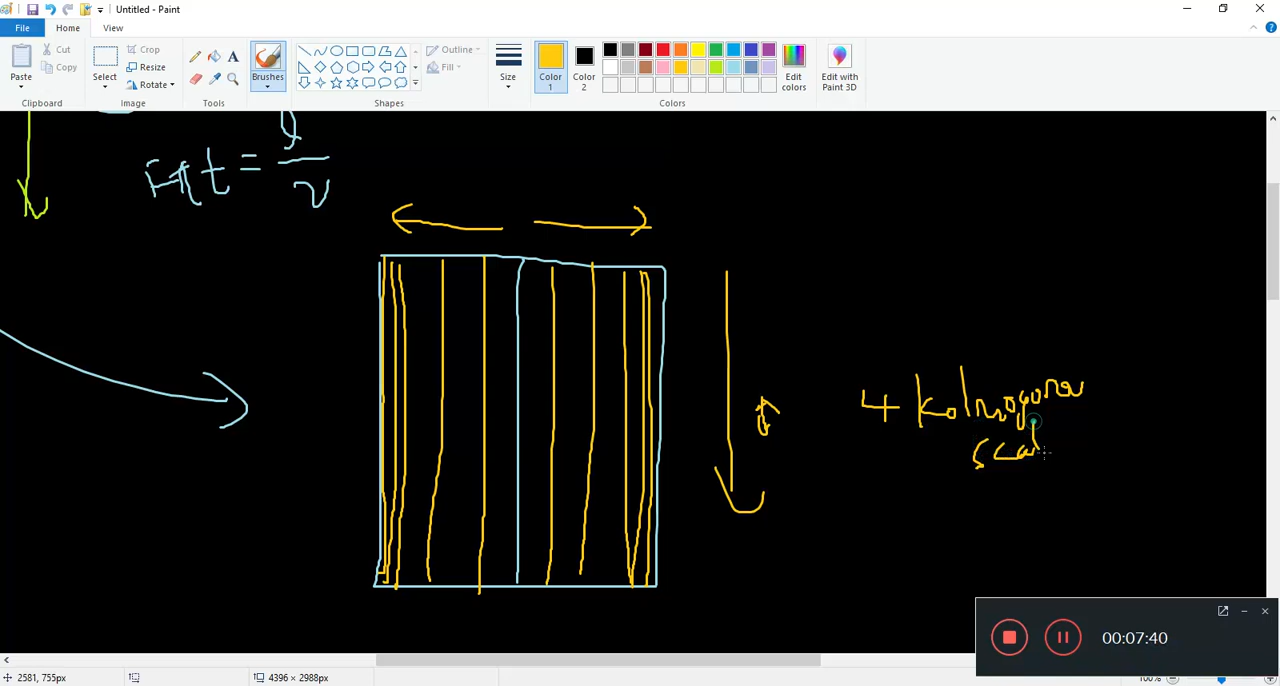 Untitled - Paint
File Home View
Paste
Cut
Copy
Clipboard
Select
Crop
Resize
Rotate
Image
A
Tools
Brushes
Outline
Fill
Shapes
Size
Color 1
Color 2
Edit colors
Colors
Edit with Paint 3D
t = y
v
4 Kolmogorov
scal
00:07:40
2581, 755px
4396 × 2988px
100%